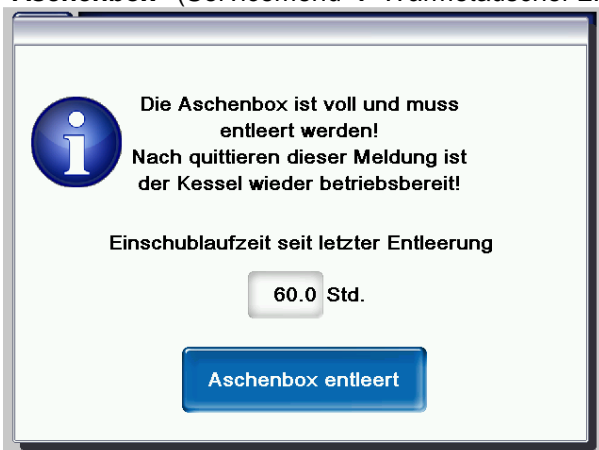 (Servicemenü
Die Aschenbox ist voll und muss
entleert werden!
Nach quittieren dieser Meldung ist
der Kessel wieder betriebsbereit!
Einschublaufzeit seit letzter Entleerung
60.0 Std.
Aschenbox entleert